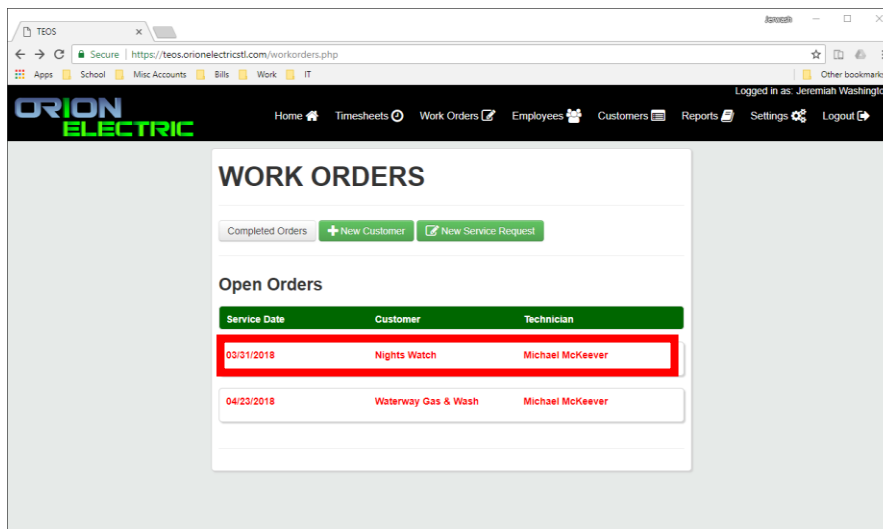 TEOS
Secure | https://teos.orionelectricstl.com/workorders.php
Apps School Misc Accounts Bills Work IT Other bookmarks
Logged in as: Jeremiah Washingto
ORION
ELECTRIC
Home Timesheets Work Orders Employees Customers Reports Settings Logout
WORK ORDERS
Completed Orders New Customer New Service Request
Open Orders
Service Date Customer Technician
03/31/2018 Nights Watch Michael McKeever
04/23/2018 Waterway Gas & Wash Michael McKeever